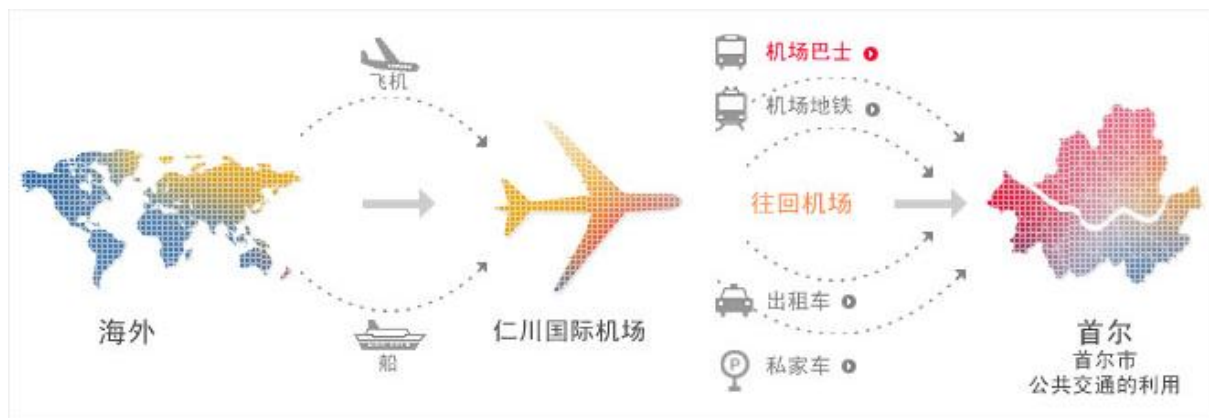 飞机
海外
船
仁川国际机场
机场巴士
机场地铁
往回机场
出租车
P
私家车
首尔
首尔市
公共交通的利用